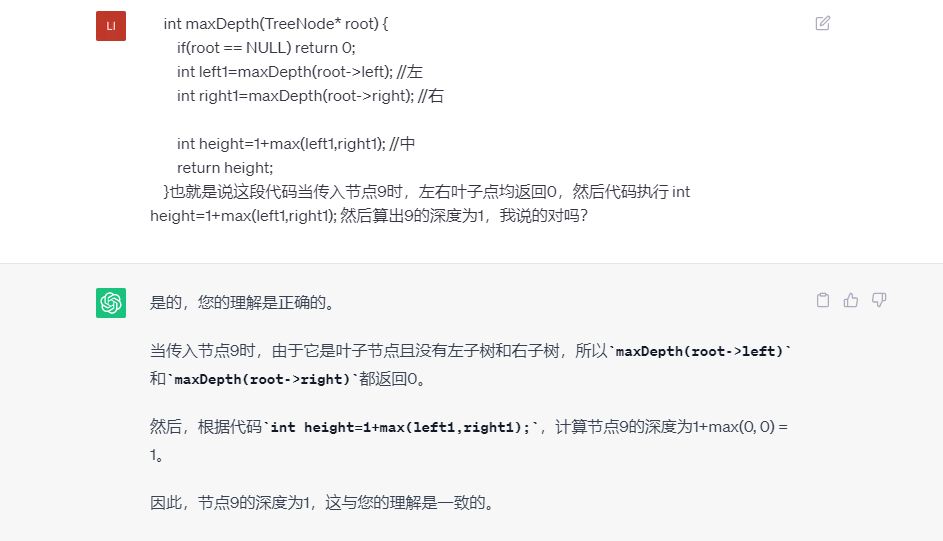 LI
int maxDepth(TreeNode* root) {
if(root == NULL) return 0;
int left1=maxDepth(root->left); //左
int right1=maxDepth(root->right); //右
int height=1+max(left1,right1); //中
return height;
}也就是说这段代码当传入节点9时，左右叶子点均返回0，然后代码执行 int
height=1+max(left1,right1); 然后算出9的深度为1，我说的对吗？
是的，您的理解是正确的。
当传入节点9时，由于它是叶子节点且没有左子树和右子树，所以`maxDepth(root->left)`
和`maxDepth(root->right)`都返回0。
然后，根据代码`int height=1+max(left1,right1);`，计算节点9的深度为1+max(0, 0) =
1。
因此，节点9的深度为1，这与您的理解是一致的。